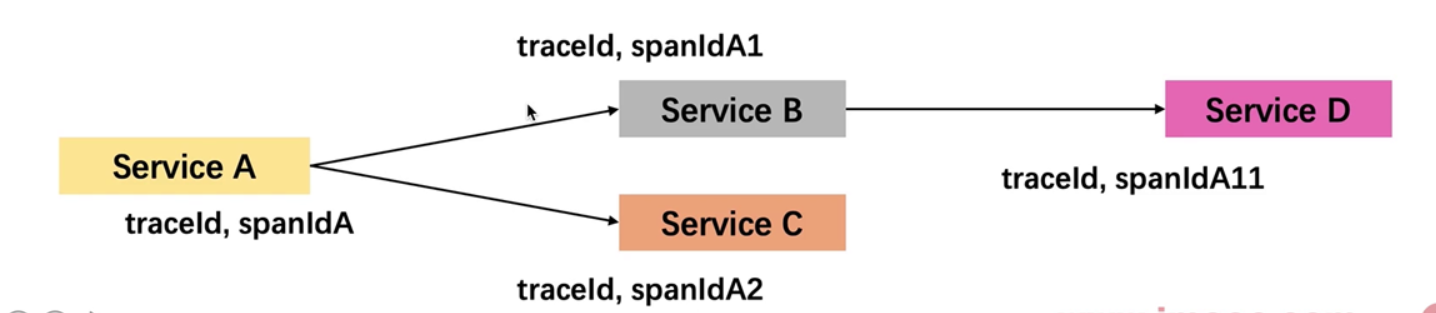 traceId, spanIdA1
Service B
Service D
Service A
traceId, spanIdA11
traceId, spanIdA
Service C
traceId, spanIdA2